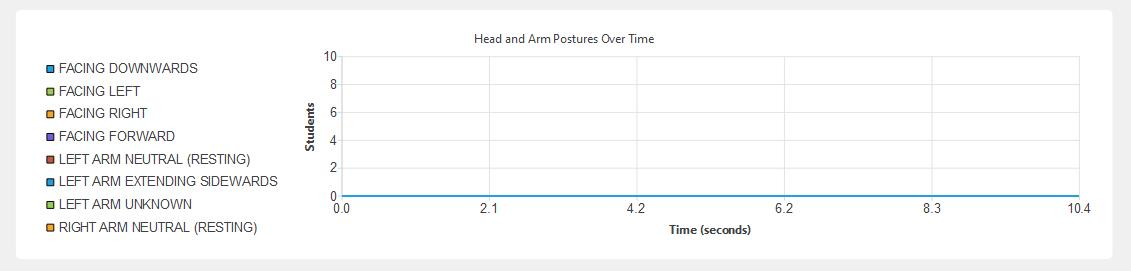 Head and Arm Postures Over Time
FACING DOWNWARDS
FACING LEFT
FACING RIGHT
FACING FORWARD
LEFT ARM NEUTRAL (RESTING)
LEFT ARM EXTENDING SIDEWARDS
LEFT ARM UNKNOWN
RIGHT ARM NEUTRAL (RESTING)
Students
10
8
6
4
2
0
0.0 2.1 4.2 6.2 8.3 10.4
Time (seconds)